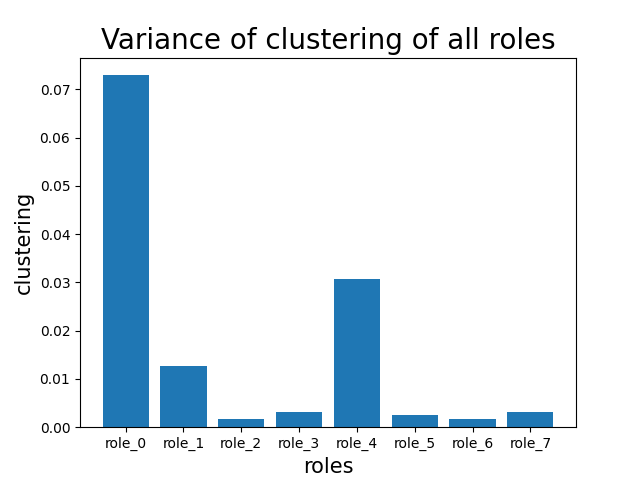 Variance of clustering of all roles
clustering
0.07
0.06
0.05
0.04
0.03
0.02
0.01
0.00
role_0 role_1 role_2 role_3 role_4 role_5 role_6 role_7
roles